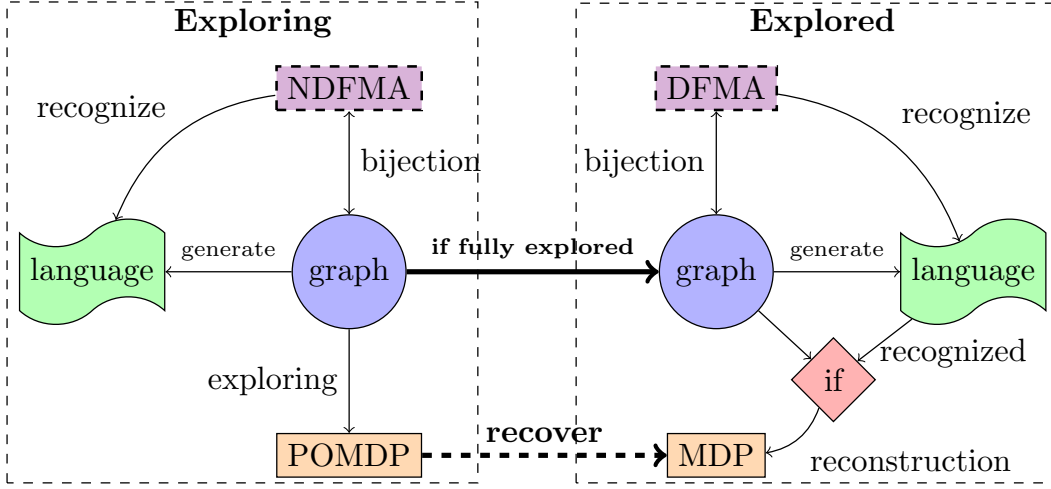 Exploring
Explored
NDFMA
DFMA
recognize
recognize
bijection
bijection
generate
if fully explored
generate
language
graph
graph
language
exploring
recognized
if
recover
POMDP
MDP
reconstruction